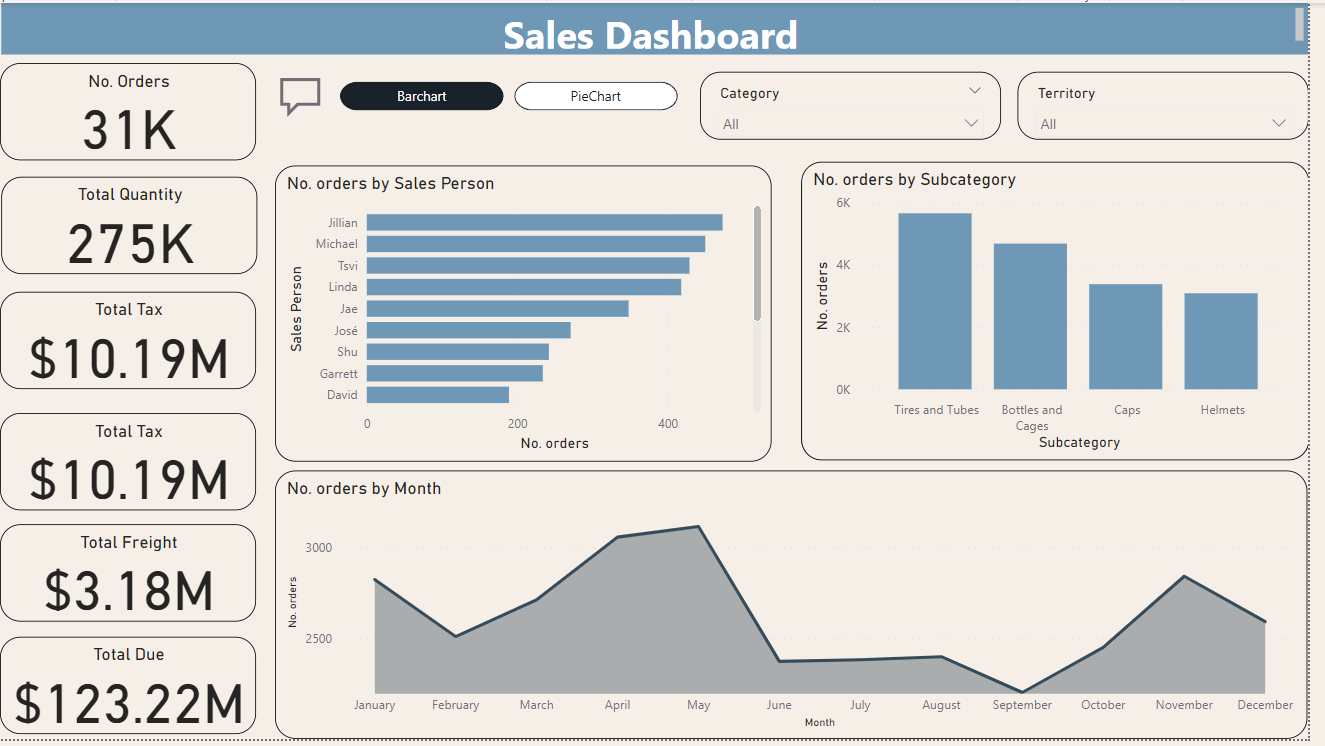 Sales Dashboard
No. Orders
31K
Total Quantity
275K
Total Tax
$10.19M
Total Tax
$10.19M
Total Freight
$3.18M
Total Due
$123.22M
Barchart
PieChart
Category
All
Territory
All
No. orders by Sales Person
Sales Person
Jillian
Michael
Tsvi
Linda
Jae
José
Shu
Garrett
David
0 200 400
No. orders
No. orders by Subcategory
No. orders
6K
4K
2K
0K
Tires and Tubes Bottles and Caps Helmets
Cages
Subcategory
No. orders by Month
No. orders
3000
2500
January February March April May June July August September October November December
Month